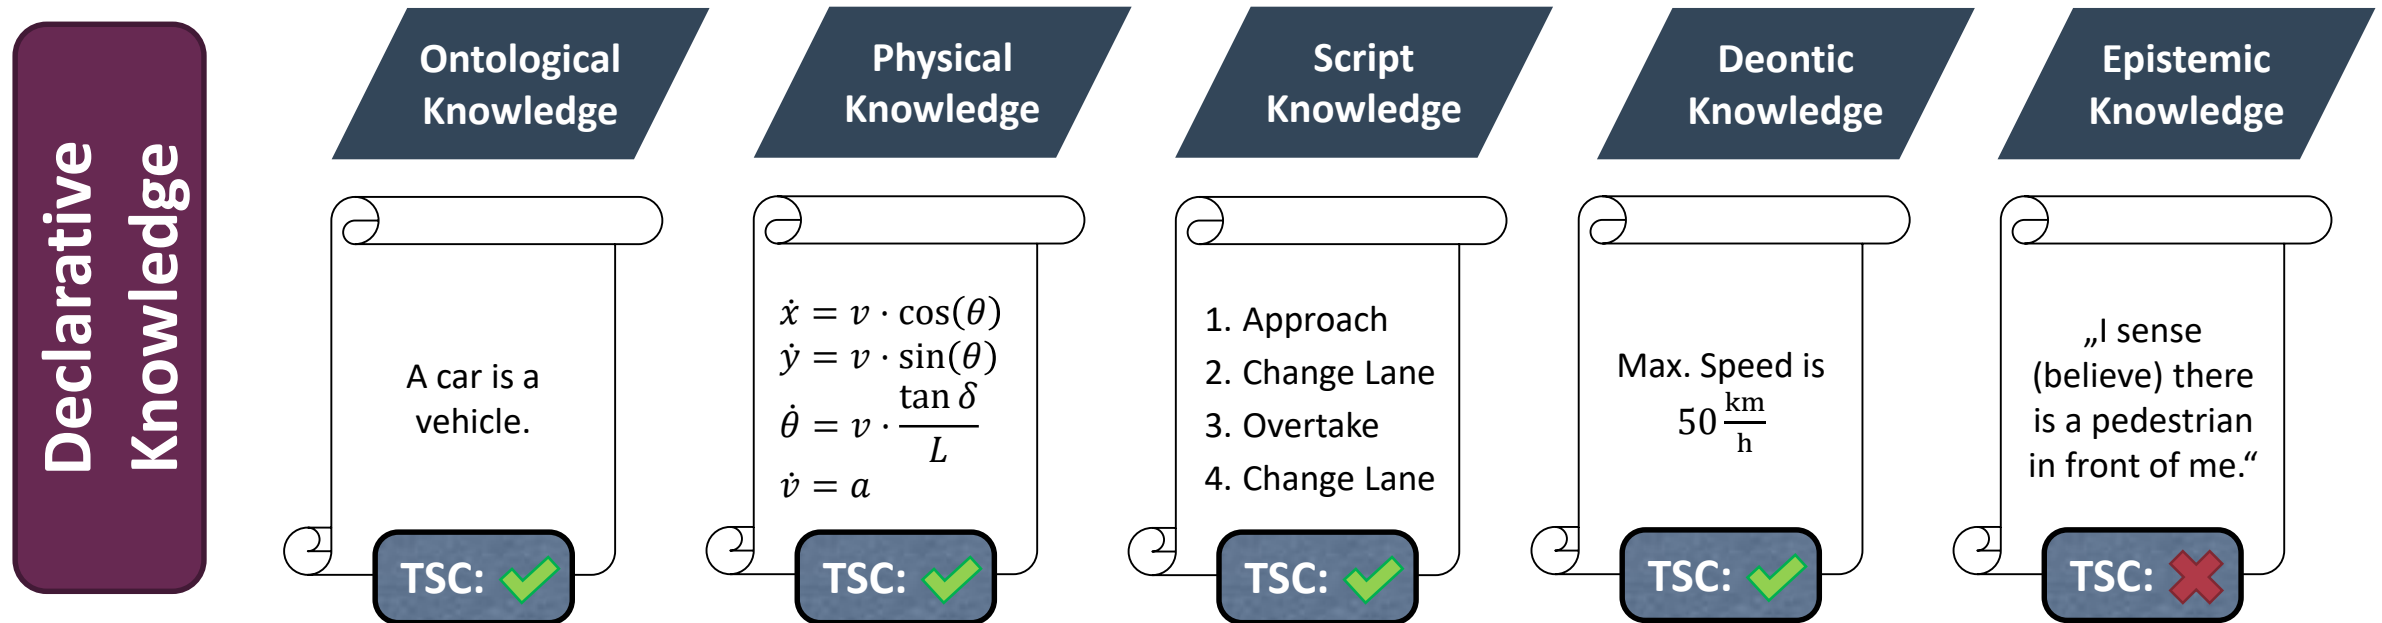 Declarative
Knowledge
Ontological
Knowledge
A car is a
vehicle.
TSC:
Physical
Knowledge
ẋ = v · cos(θ)
ẏ = v · sin(θ)
θ̇ = v · tan δ / L
v̇ = a
TSC:
Script
Knowledge
1. Approach
2. Change Lane
3. Overtake
4. Change Lane
TSC:
Deontic
Knowledge
Max. Speed is
50 km/h
TSC:
Epistemic
Knowledge
„I sense
(believe) there
is a pedestrian
in front of me.“
TSC: